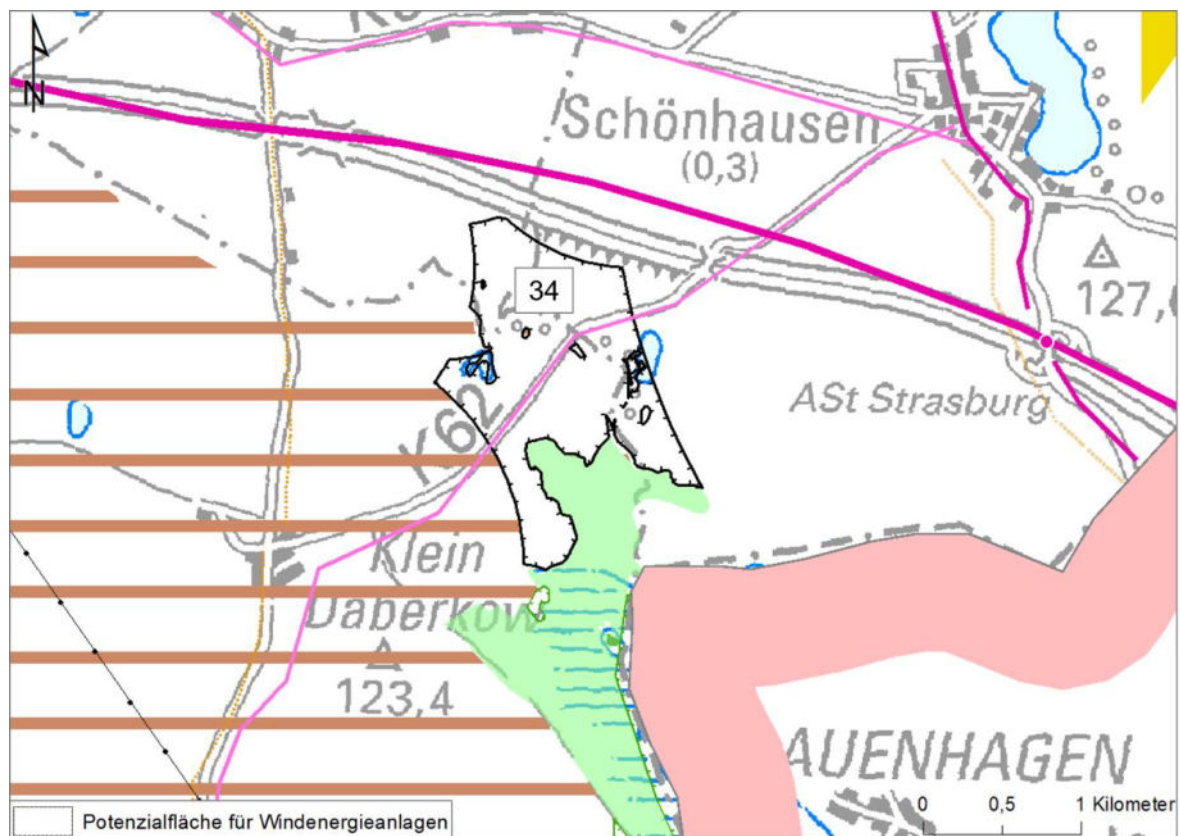 N
Schönhausen
(0,3)
34
127,
K62
ASt Strasburg
Klein
Daberkow
123,4
AUENHAGEN
0 0,5 1 Kilometer
Potenzialfläche für Windenergieanlagen